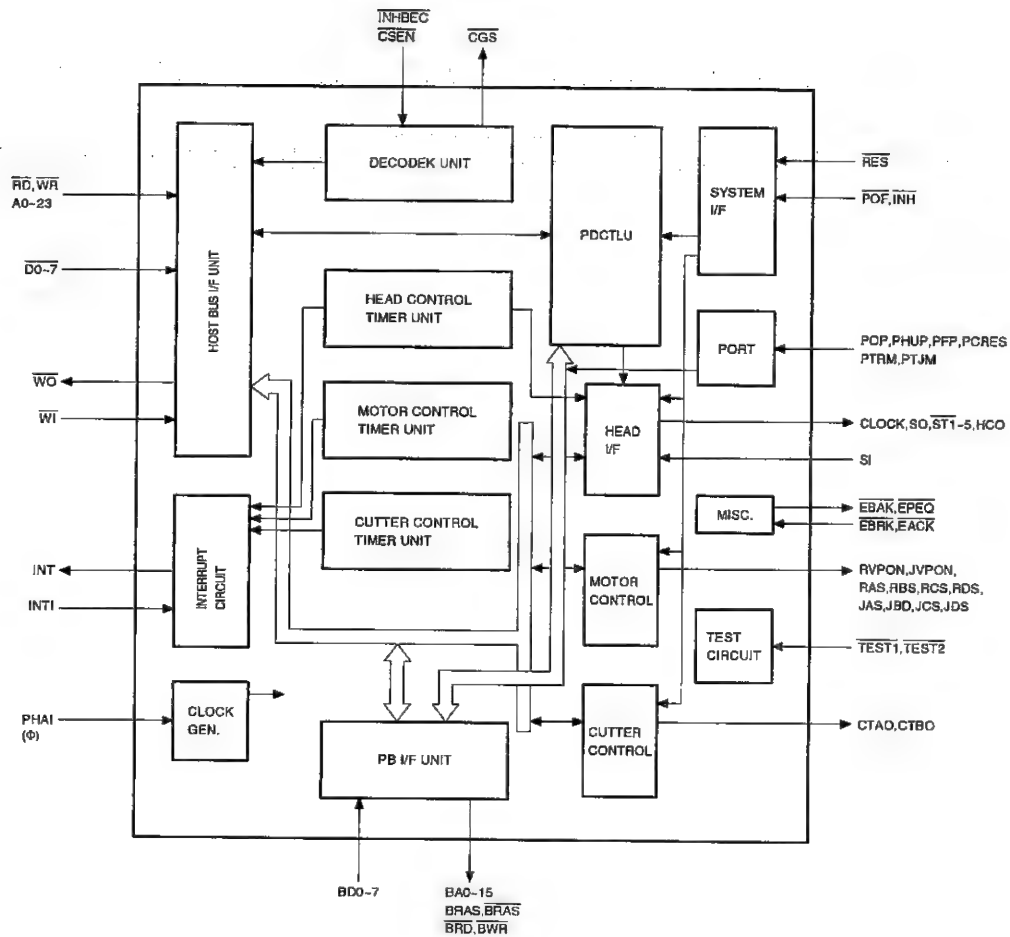 INHBEC
CSEN
CGS
DECODEK UNIT
RD,WR
A0~23
D0~7
WO
WI
HOST BUS I/F UNIT
PDCTLU
SYSTEM
I/F
RES
POF,INH
HEAD CONTROL
TIMER UNIT
PORT
POP,PHUP,PFP,PCRES
PTRM,PTJM
MOTOR CONTROL
TIMER UNIT
HEAD
I/F
CLOCK,SO,ST1~5,HCO
SI
CUTTER CONTROL
TIMER UNIT
MISC.
EBAK,EPEQ
EBRK,EACK
INT
INTI
INTERRUPT
CIRCUIT
MOTOR
CONTROL
RVPON,JVPON,
RAS,RBS,RCS,RDS,
JAS,JBD,JCS,JDS
TEST
CIRCUIT
TEST1,TEST2
PHAI
(Φ)
CLOCK
GEN.
PB I/F UNIT
CUTTER
CONTROL
CTAO,CTBO
BD0~7
BA0~15
BRAS,BRAS
BRD,BWR